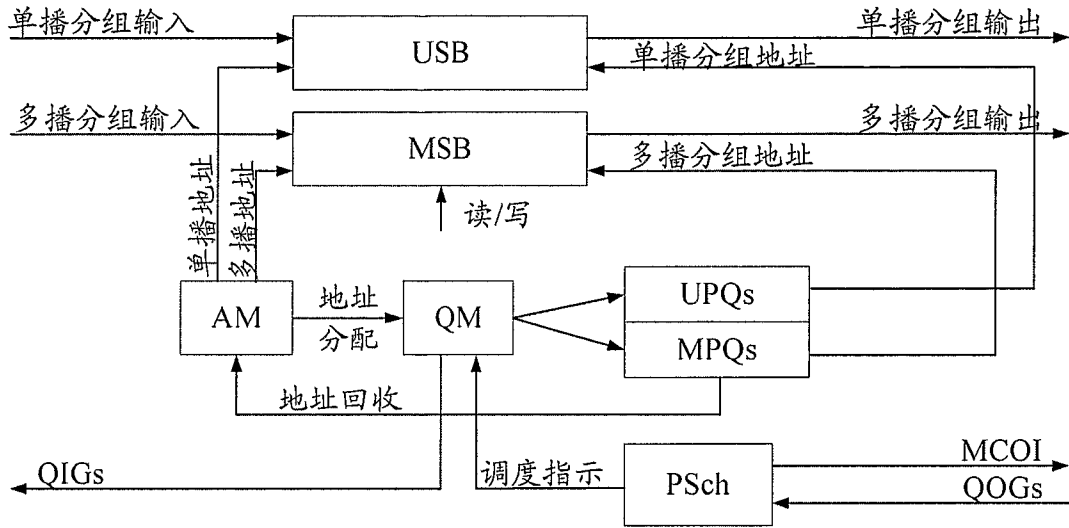 单播分组输入
USB
单播分组输出
单播分组地址
多播分组输入
MSB
多播分组输出
多播分组地址
单播地址
多播地址
读/写
AM
地址
分配
QM
UPQs
MPQs
地址回收
QIGs
调度指示
PSch
MCOI
QOGs